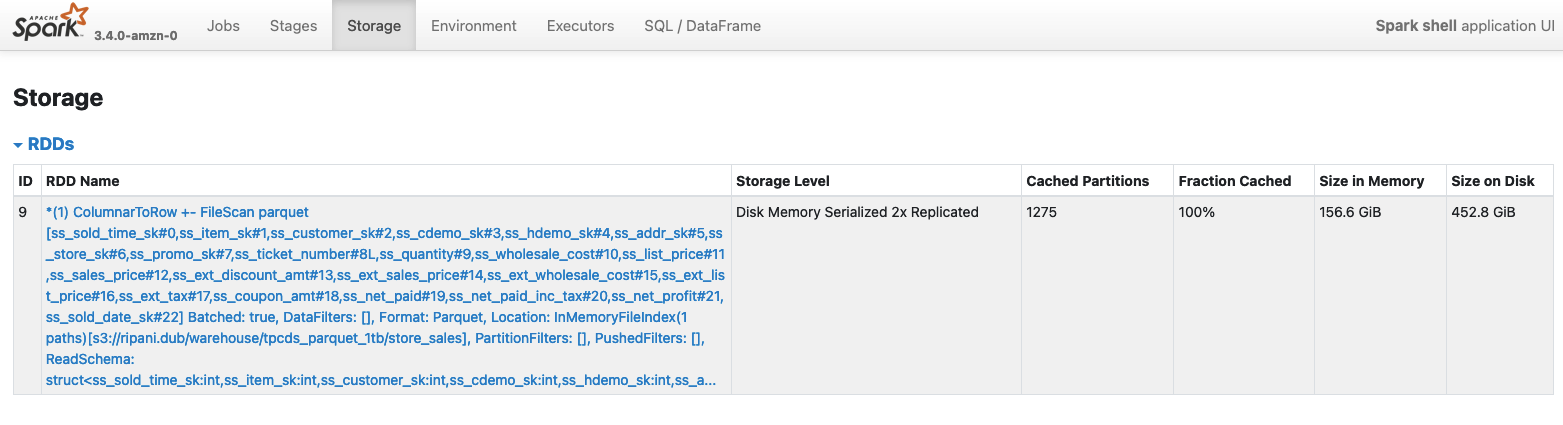 APACHE
Spark 3.4.0-amzn-0 Jobs Stages Storage Environment Executors SQL / DataFrame Spark shell application UI
Storage
RDDs
ID RDD Name Storage Level Cached Partitions Fraction Cached Size in Memory Size on Disk
9 *(1) ColumnarToRow +- FileScan parquet Disk Memory Serialized 2x Replicated 1275 100% 156.6 GiB 452.8 GiB
[ss_sold_time_sk#0,ss_item_sk#1,ss_customer_sk#2,ss_cdemo_sk#3,ss_hdemo_sk#4,ss_addr_sk#5,ss
_store_sk#6,ss_promo_sk#7,ss_ticket_number#8L,ss_quantity#9,ss_wholesale_cost#10,ss_list_price#11
,ss_sales_price#12,ss_ext_discount_amt#13,ss_ext_sales_price#14,ss_ext_wholesale_cost#15,ss_ext_lis
t_price#16,ss_ext_tax#17,ss_coupon_amt#18,ss_net_paid#19,ss_net_paid_inc_tax#20,ss_net_profit#21,
ss_sold_date_sk#22] Batched: true, DataFilters: [], Format: Parquet, Location: InMemoryFileIndex(1
paths)[s3://ripani.dub/warehouse/tpcds_parquet_1tb/store_sales], PartitionFilters: [], PushedFilters: [],
ReadSchema:
struct<ss_sold_time_sk:int,ss_item_sk:int,ss_customer_sk:int,ss_cdemo_sk:int,ss_hdemo_sk:int,ss_a...